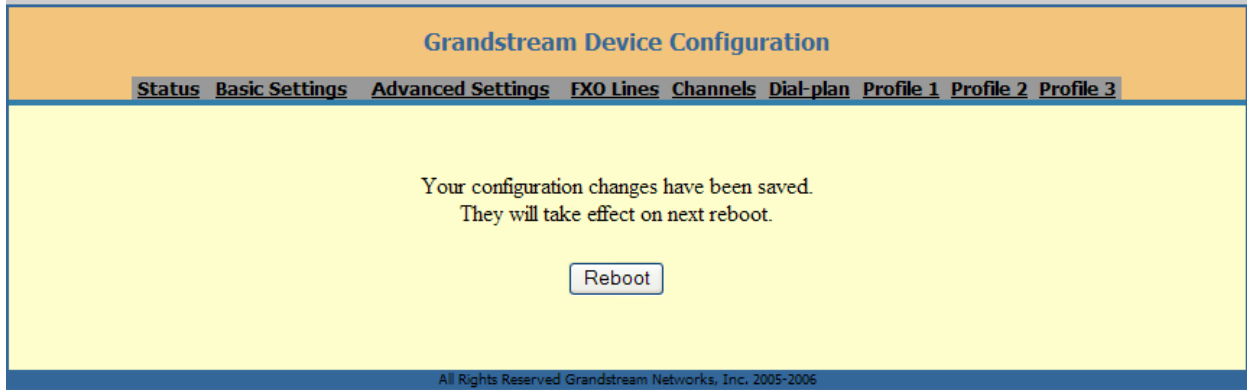 Grandstream Device Configuration
Status Basic Settings Advanced Settings FXO Lines Channels Dial-plan Profile 1 Profile 2 Profile 3
Your configuration changes have been saved.
They will take effect on next reboot.
Reboot
All Rights Reserved Grandstream Networks, Inc. 2005-2006